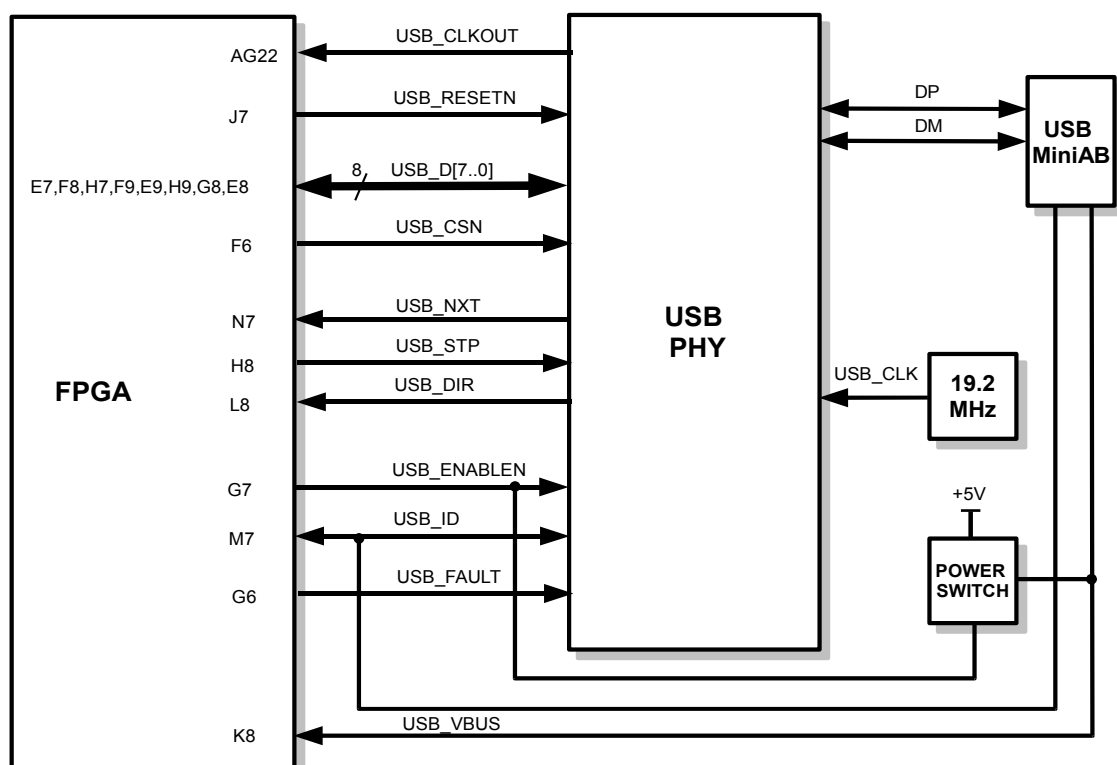 USB_CLKOUT
AG22
USB_RESETN
J7
DP
DM
USB
MiniAB
8
USB_D[7..0]
E7,F8,H7,F9,E9,H9,G8,E8
USB_CSN
F6
USB_NXT
N7
USB_STP
H8
USB_DIR
L8
FPGA
USB
PHY
USB_CLK
19.2
MHz
USB_ENABLEN
G7
+5V
USB_ID
M7
USB_FAULT
G6
POWER
SWITCH
USB_VBUS
K8